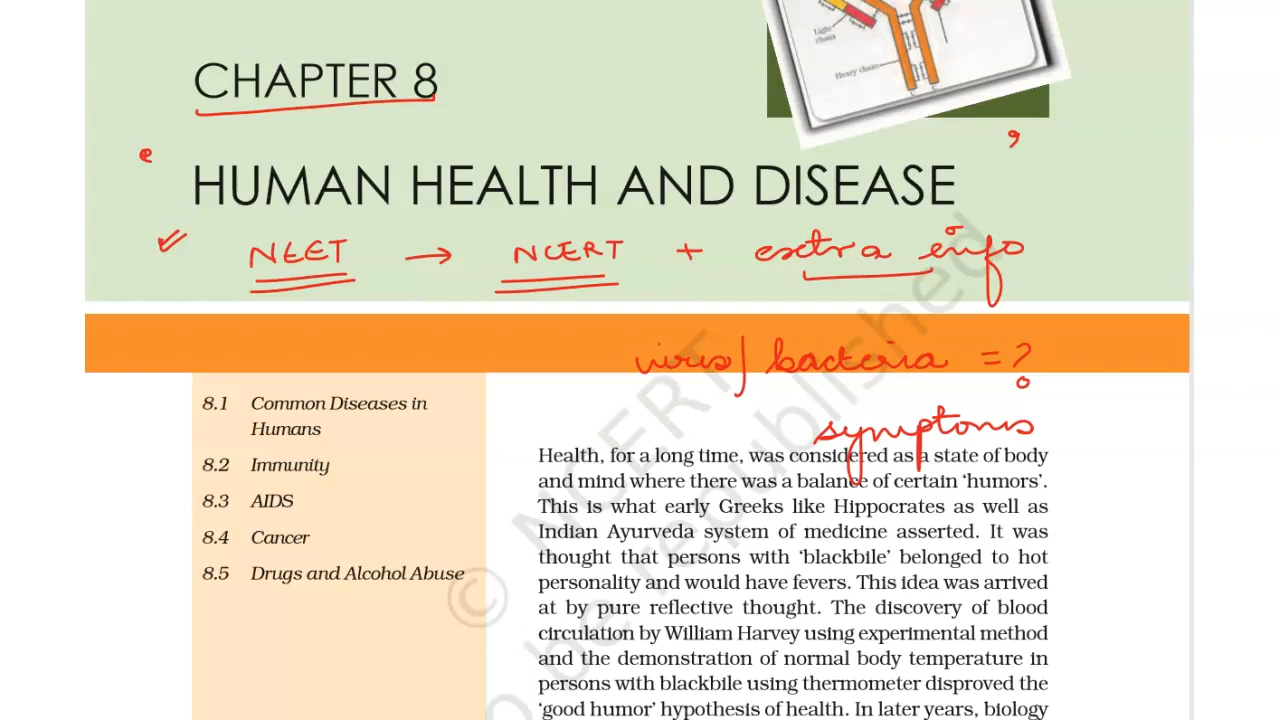 Light
chain
Heavy chain
CHAPTER 8
HUMAN HEALTH AND DISEASE
NEET → NCERT + extra info
virus/bacteria = ?
symptoms
8.1 Common Diseases in
Humans
8.2 Immunity
8.3 AIDS
8.4 Cancer
8.5 Drugs and Alcohol Abuse
Health, for a long time, was considered as a state of body
and mind where there was a balance of certain ‘humors’.
This is what early Greeks like Hippocrates as well as
Indian Ayurveda system of medicine asserted. It was
thought that persons with ‘blackbile’ belonged to hot
personality and would have fevers. This idea was arrived
at by pure reflective thought. The discovery of blood
circulation by William Harvey using experimental method
and the demonstration of normal body temperature in
persons with blackbile using thermometer disproved the
‘good humor’ hypothesis of health. In later years, biology
© NCERT
be republished